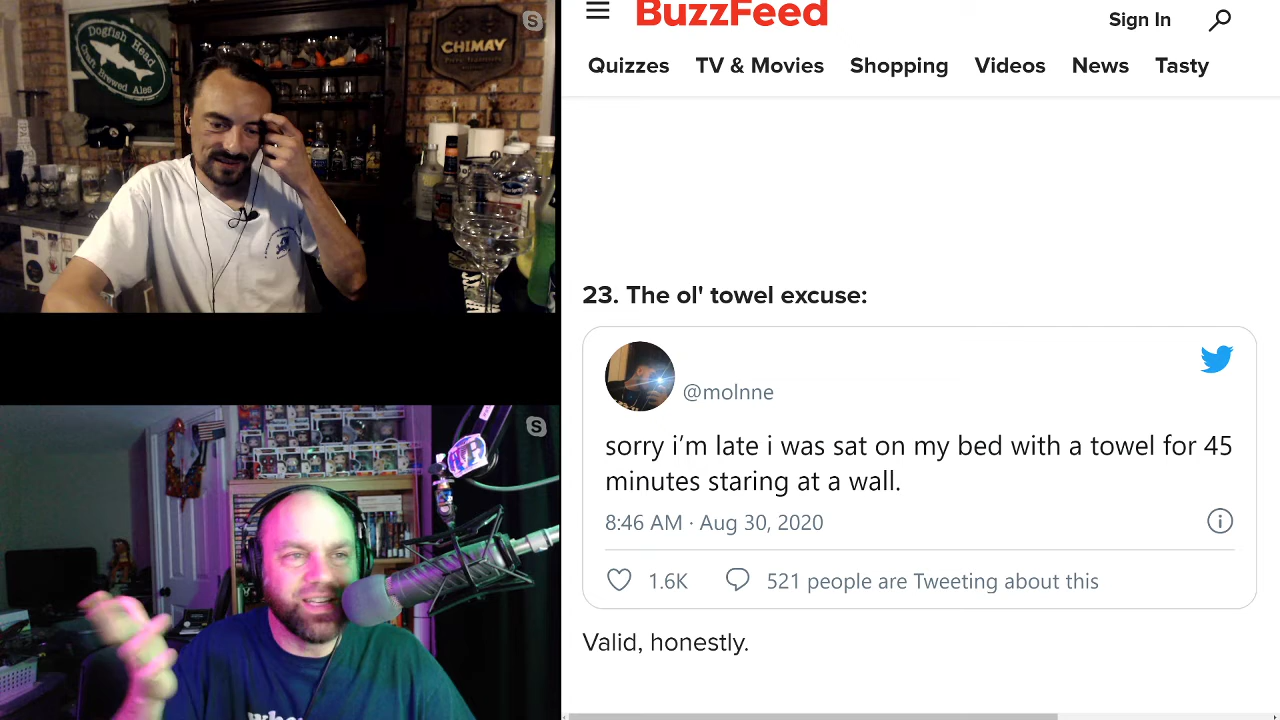 Dogfish Head
Craft Brewed Ales
CHIMAY
BuzzFeed
Sign In
Quizzes TV & Movies Shopping Videos News Tasty
23. The ol' towel excuse:
@molnne
sorry i’m late i was sat on my bed with a towel for 45
minutes staring at a wall.
8:46 AM · Aug 30, 2020
1.6K 521 people are Tweeting about this
Valid, honestly.